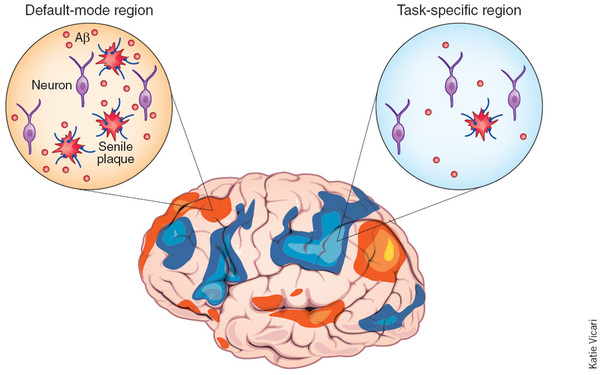 Default-mode region
Task-specific region
Aβ
Neuron
Senile
plaque
Katie Vicari